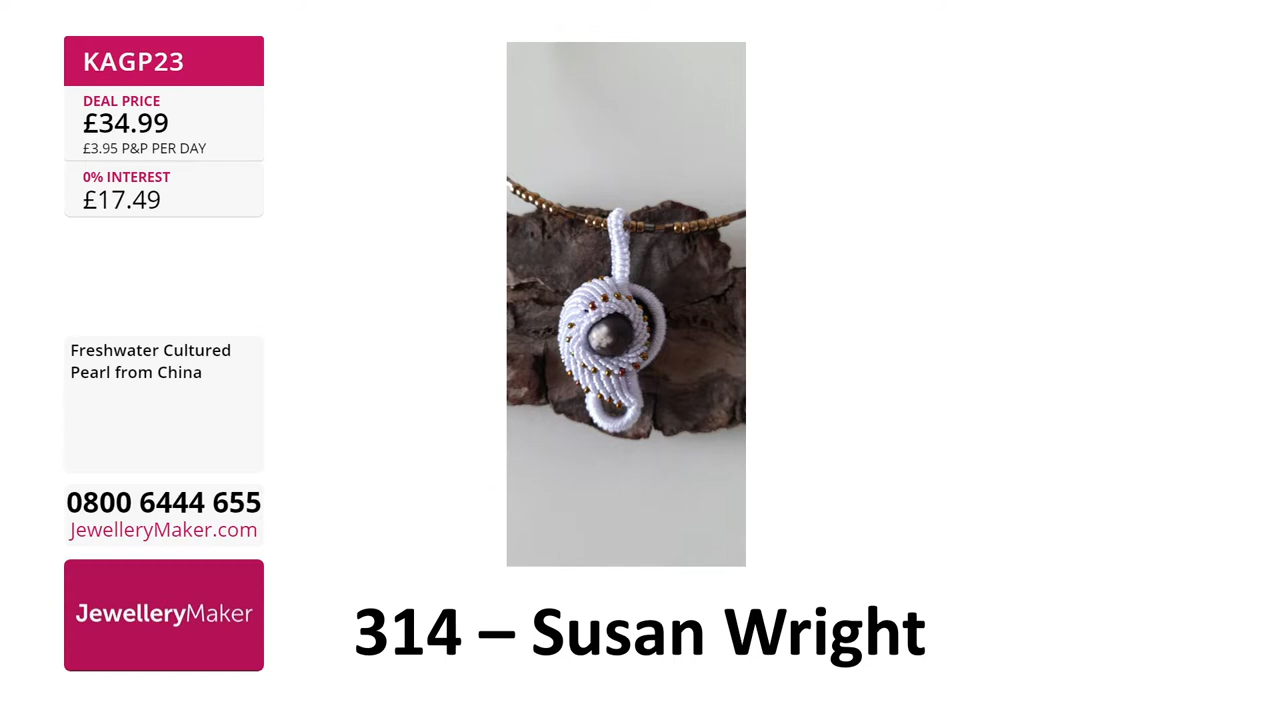 KAGP23
DEAL PRICE
£34.99
£3.95 P&P PER DAY
0% INTEREST
£17.49
Freshwater Cultured
Pearl from China
0800 6444 655
JewelleryMaker.com
JewelleryMaker
314 – Susan Wright